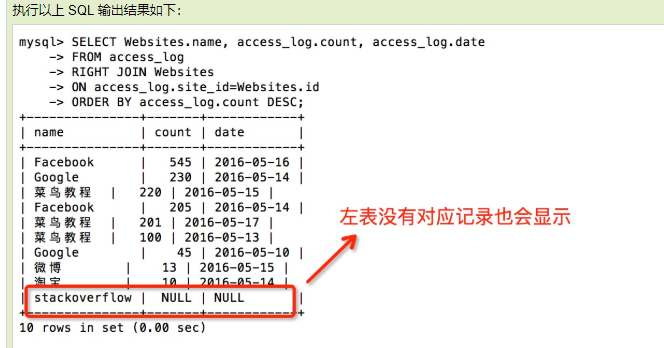 执行以上 SQL 输出结果如下:
mysql> SELECT Websites.name, access_log.count, access_log.date
    -> FROM access_log
    -> RIGHT JOIN Websites
    -> ON access_log.site_id=Websites.id
    -> ORDER BY access_log.count DESC;
+---------------+-------+------------+
| name          | count | date       |
+---------------+-------+------------+
| Facebook      |   545 | 2016-05-16 |
| Google        |   230 | 2016-05-14 |
| 菜鸟教程  |   220 | 2016-05-15 |
| Facebook      |   205 | 2016-05-14 |
| 菜鸟教程  |   201 | 2016-05-17 |
| 菜鸟教程  |   100 | 2016-05-13 |
| Google        |    45 | 2016-05-10 |
| 微博        |    13 | 2016-05-15 |
| 淘宝        |    10 | 2016-05-14 |
| stackoverflow |  NULL | NULL       |
+---------------+-------+------------+
10 rows in set (0.00 sec)
左表没有对应记录也会显示